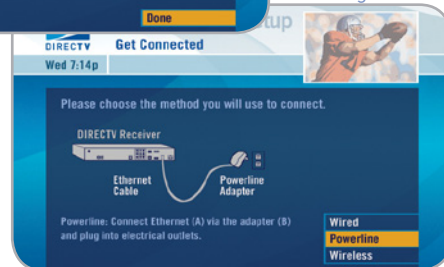 Done
tup
DIRECTV
Get Connected
Wed 7:14p
Please choose the method you will use to connect.
DIRECTV Receiver
Ethernet
Cable
Powerline
Adapter
Powerline: Connect Ethernet (A) via the adapter (B)
and plug into electrical outlets.
Wired
Powerline
Wireless